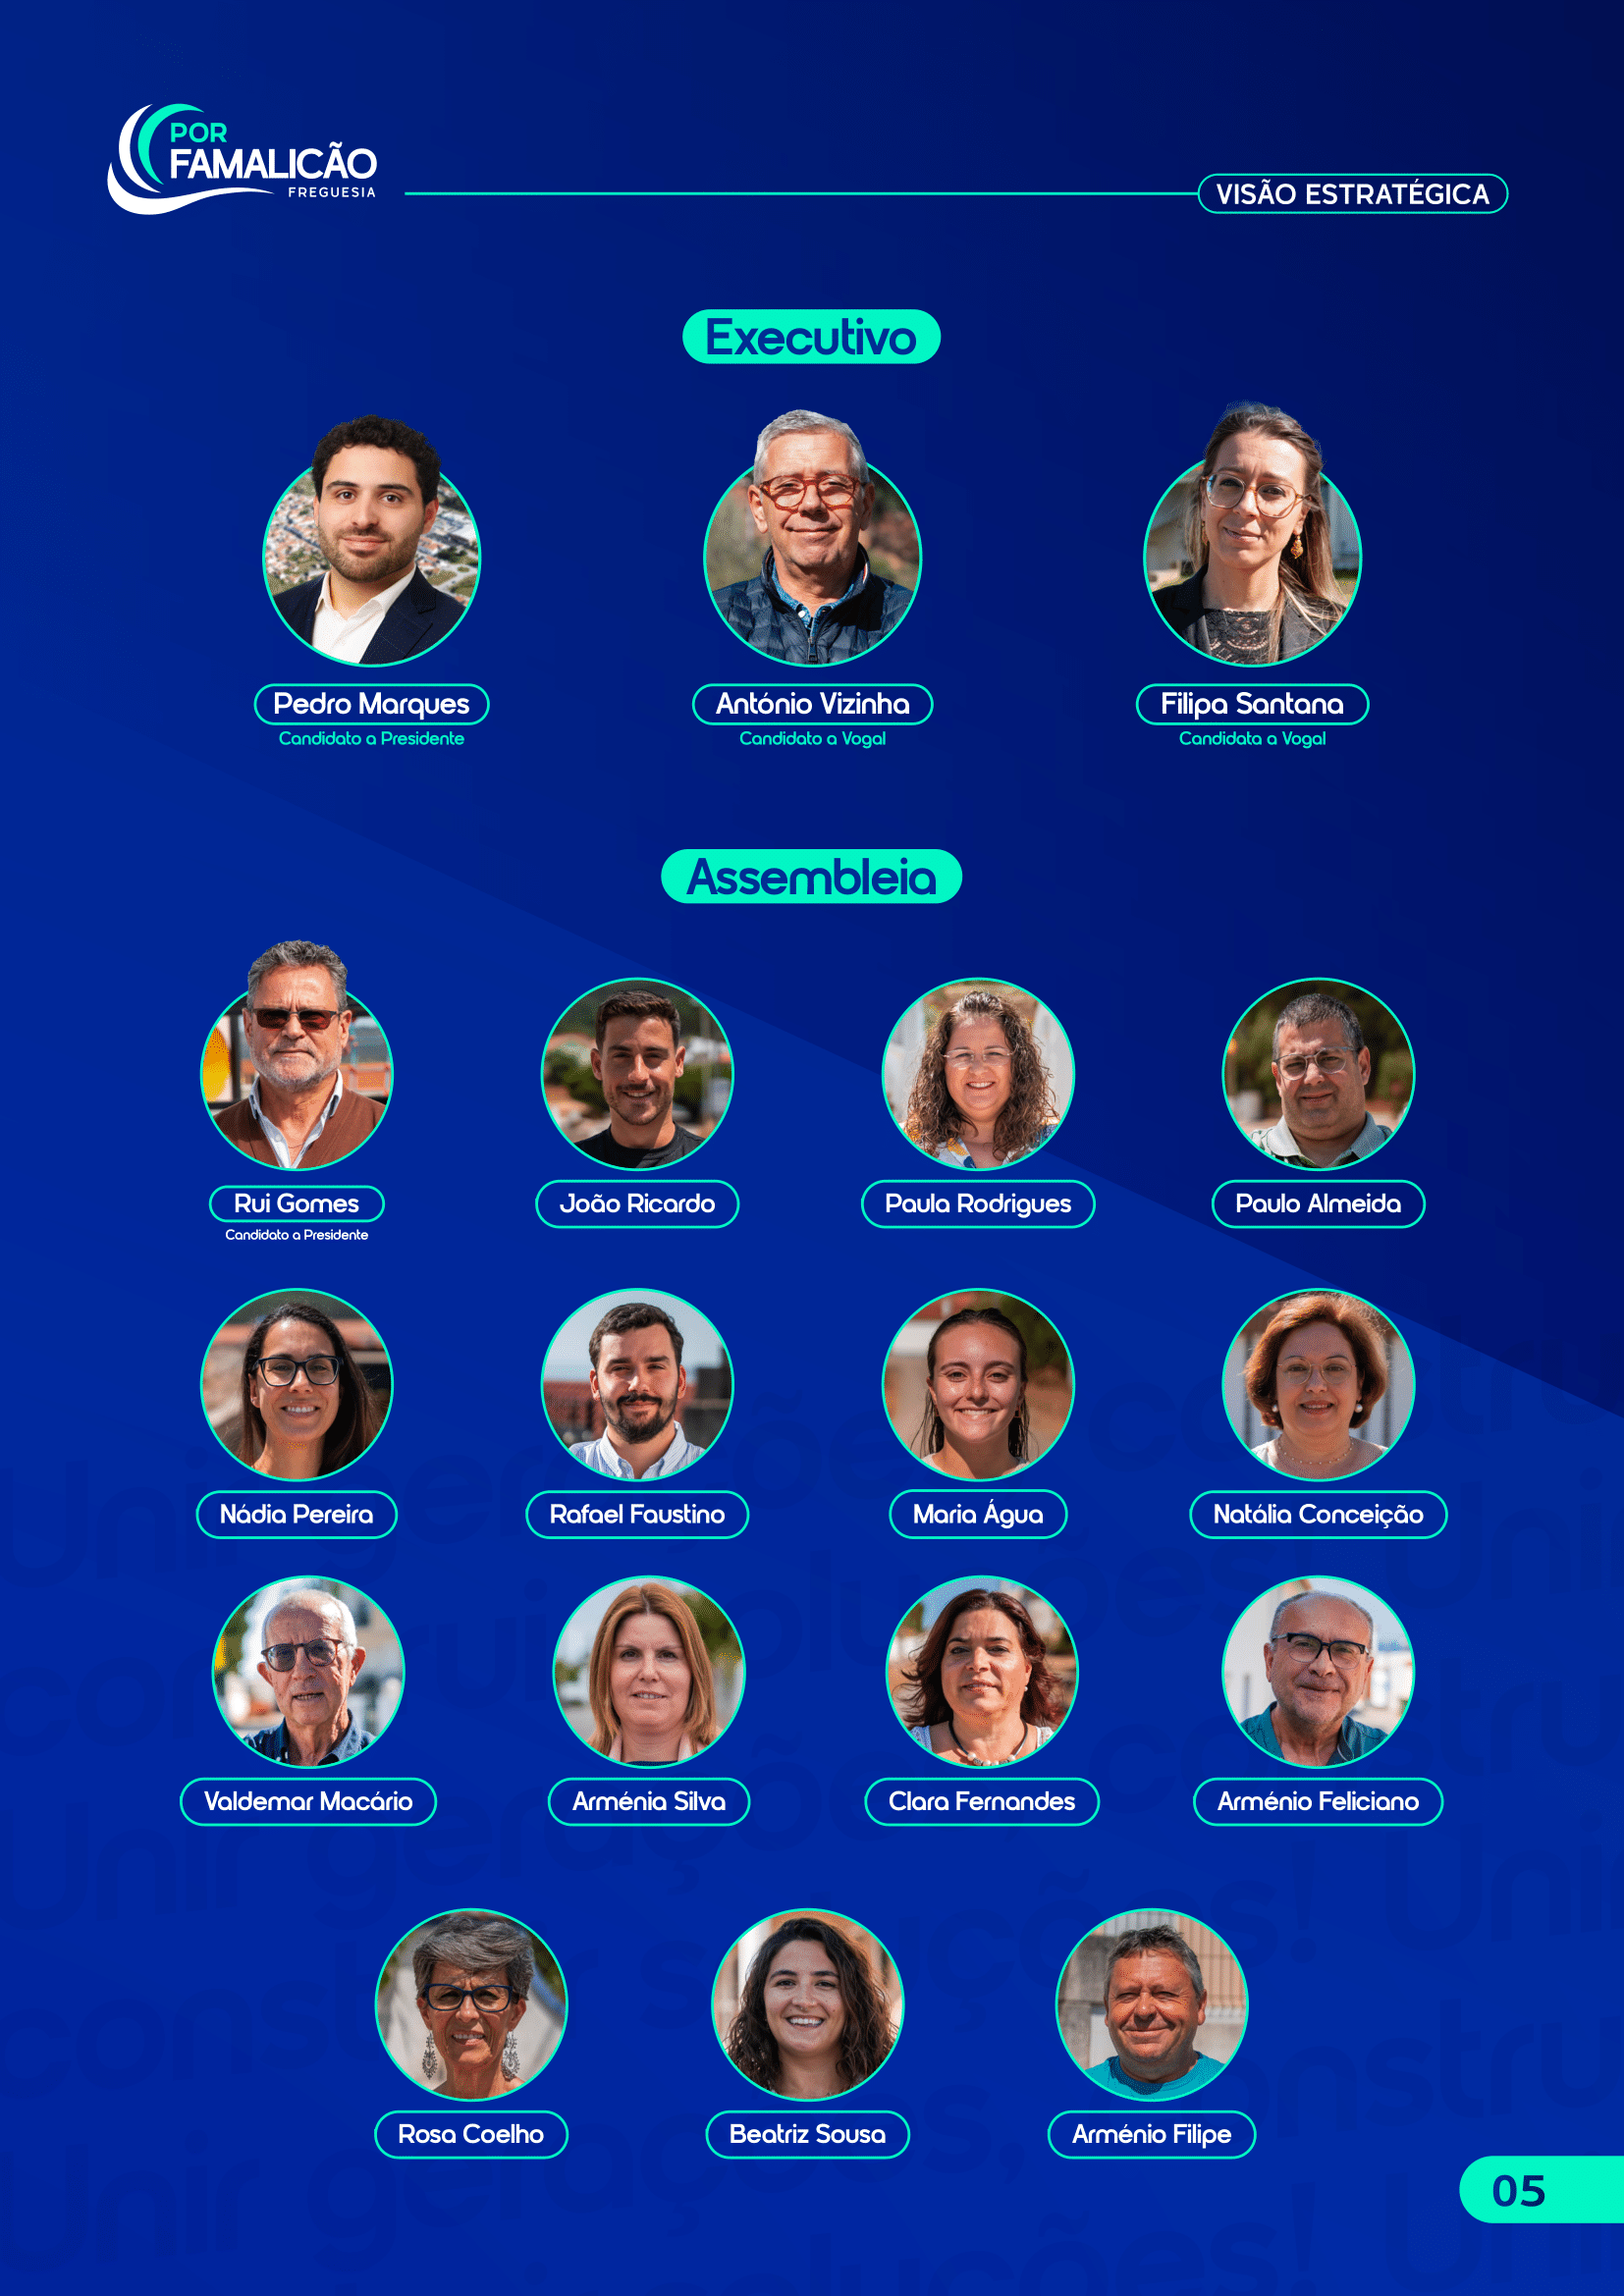 POR
FAMALICÃO
FREGUESIA
VISÃO ESTRATÉGICA
Executivo
Pedro Marques
Candidato a Presidente
António Vizinha
Candidato a Vogal
Filipa Santana
Candidata a Vogal
Assembleia
Rui Gomes
Candidato a Presidente
João Ricardo
Paula Rodrigues
Paulo Almeida
Nádia Pereira
Rafael Faustino
Maria Água
Natália Conceição
Valdemar Macário
Arménia Silva
Clara Fernandes
Arménio Feliciano
Rosa Coelho
Beatriz Sousa
Arménio Filipe
05